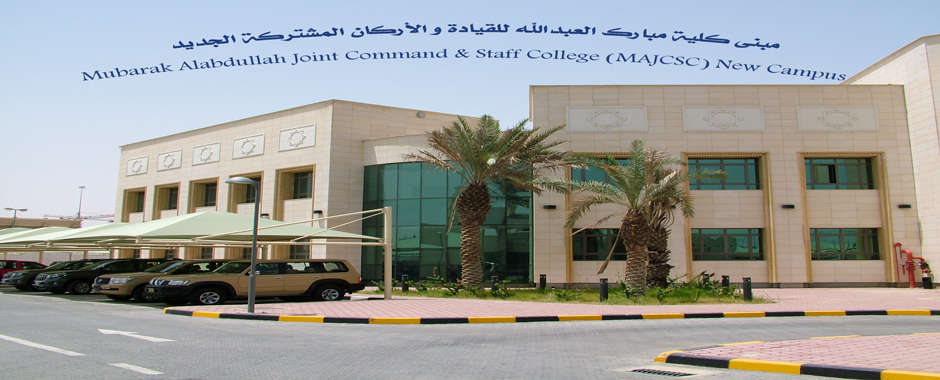 مبنى كلية مبارك العبدالله للقيادة و الأركان المشتركة الجديد
Mubarak Alabdullah Joint Command & Staff College (MAJCSC) New Campus